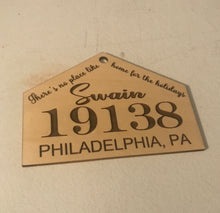 There's no place like home for the holidays
Swain
19138
PHILADELPHIA, PA